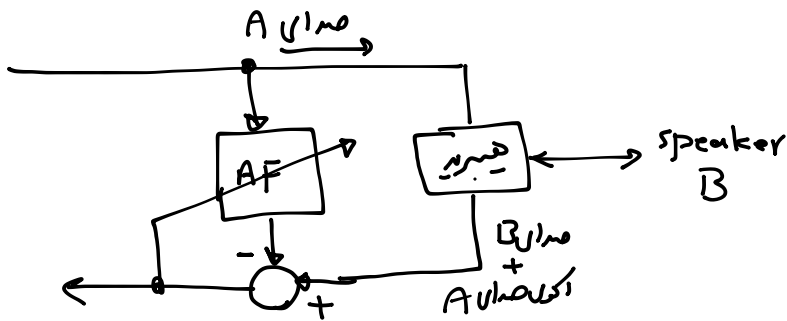 صدای A
AF
هیبرید
speaker
B
-
+
صدای B
+
اکوی صدای A